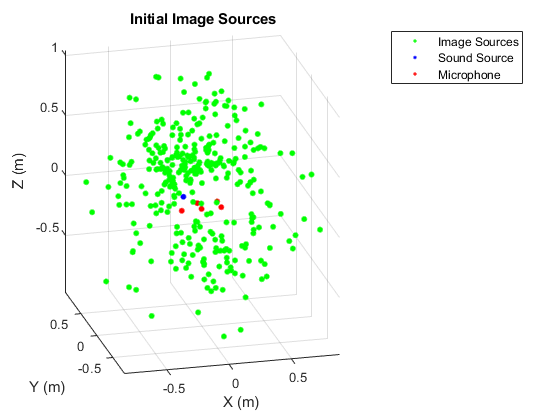 Initial Image Sources
Image Sources
Sound Source
Microphone
1
0.5
0
-0.5
Z (m)
0.5
0
-0.5
Y (m)
-0.5
0
0.5
X (m)